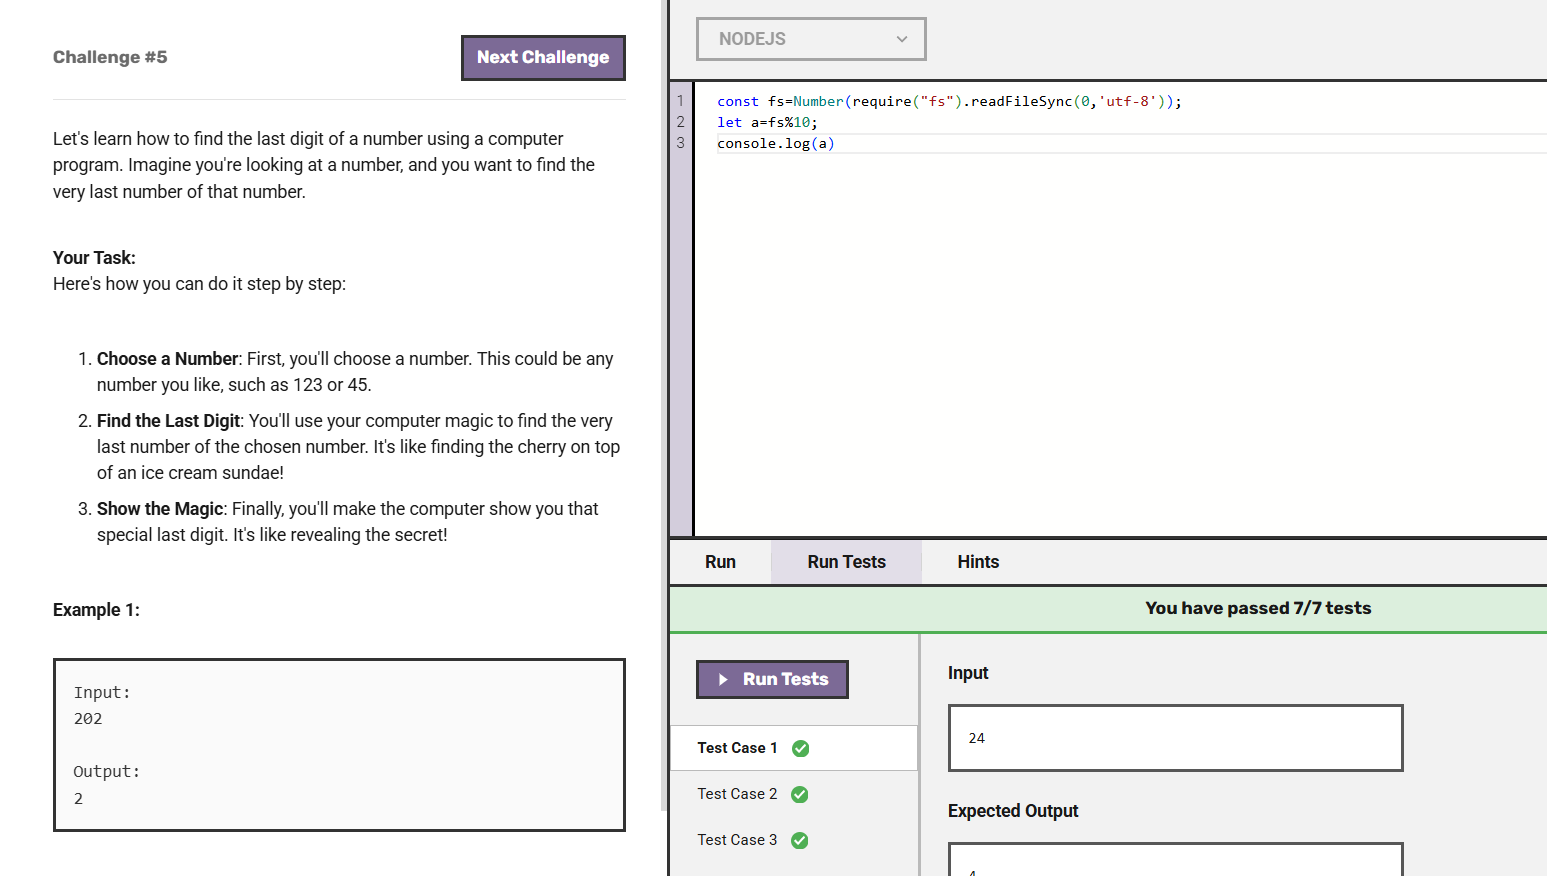 Challenge #5
Next Challenge
Let's learn how to find the last digit of a number using a computer
program. Imagine you're looking at a number, and you want to find the
very last number of that number.
Your Task:
Here's how you can do it step by step:
1. Choose a Number: First, you'll choose a number. This could be any
number you like, such as 123 or 45.
2. Find the Last Digit: You'll use your computer magic to find the very
last number of the chosen number. It's like finding the cherry on top
of an ice cream sundae!
3. Show the Magic: Finally, you'll make the computer show you that
special last digit. It's like revealing the secret!
Example 1:
Input:
202
Output:
2
NODEJS
1 const fs=Number(require("fs").readFileSync(0,'utf-8'));
2 let a=fs%10;
3 console.log(a)
Run
Run Tests
Hints
You have passed 7/7 tests
Run Tests
Test Case 1
Test Case 2
Test Case 3
Input
24
Expected Output
4